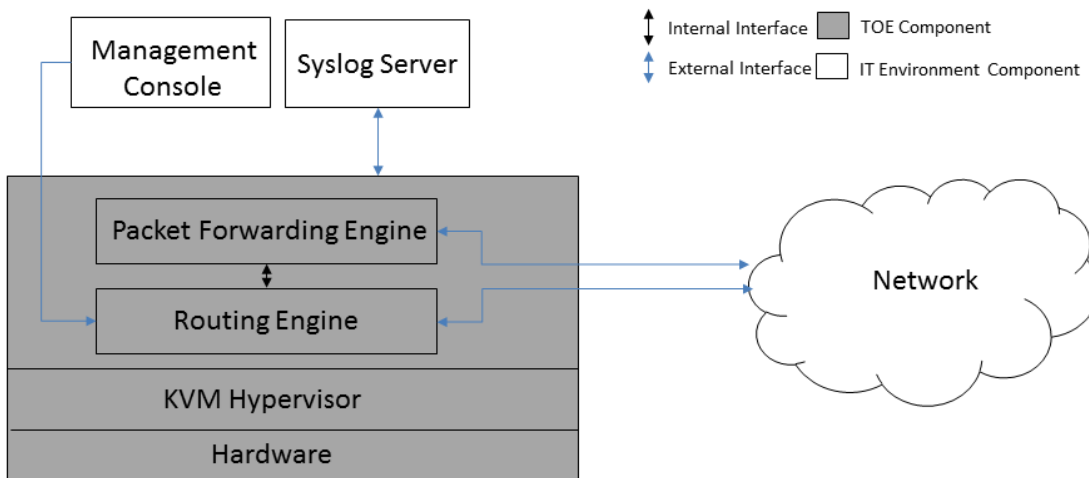 Management
Console
Syslog Server
Internal Interface
TOE Component
External Interface
IT Environment Component
Packet Forwarding Engine
Routing Engine
Network
KVM Hypervisor
Hardware